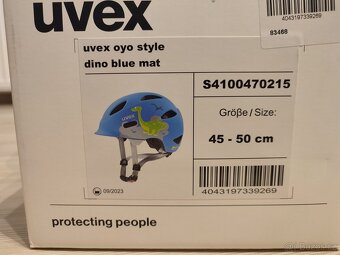 uvex
4043197339269
83468
uvex oyo style
dino blue mat
S4100470215
Größe/Size:
45 - 50 cm
09/2023
4043197339269
protecting people